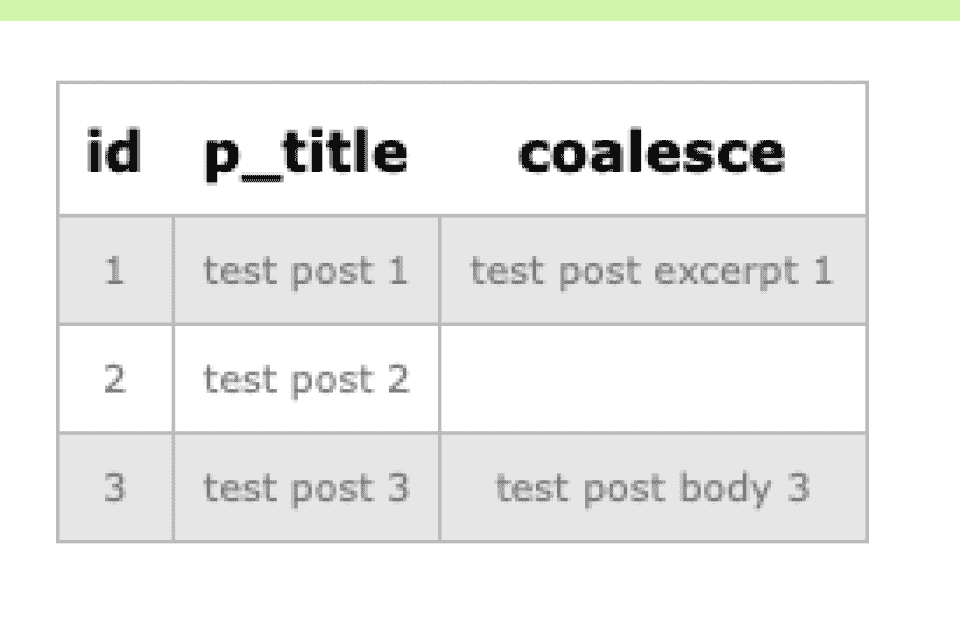 id p_title coalesce
1 test post 1 test post excerpt 1
2 test post 2
3 test post 3 test post body 3